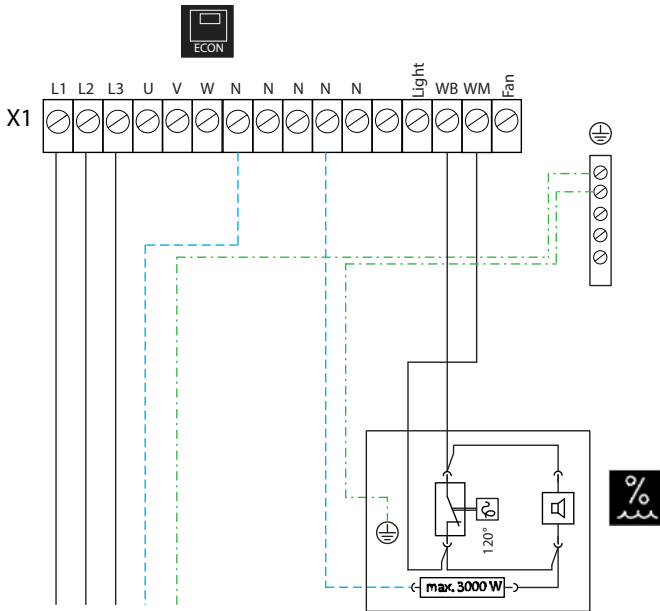 ECON
L1 L2 L3 U V W N N N N N Light WB WM Fan
X1
%
120°
max. 3000 W